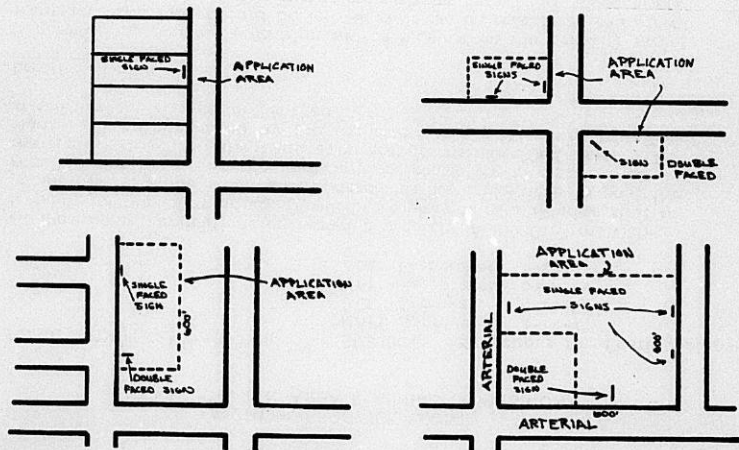 SINGLE FACED
SIGN
APPLICATION
AREA
SINGLE FACED
SIGNS
APPLICATION
AREA
SIGN
DOUBLE
FACED
SINGLE
FACED
SIGN
600'
APPLICATION
AREA
DOUBLE
FACED SIGN
APPLICATION
AREA
SINGLE FACED
SIGNS
600'
ARTERIAL
DOUBLE
FACED
SIGN
600'
ARTERIAL